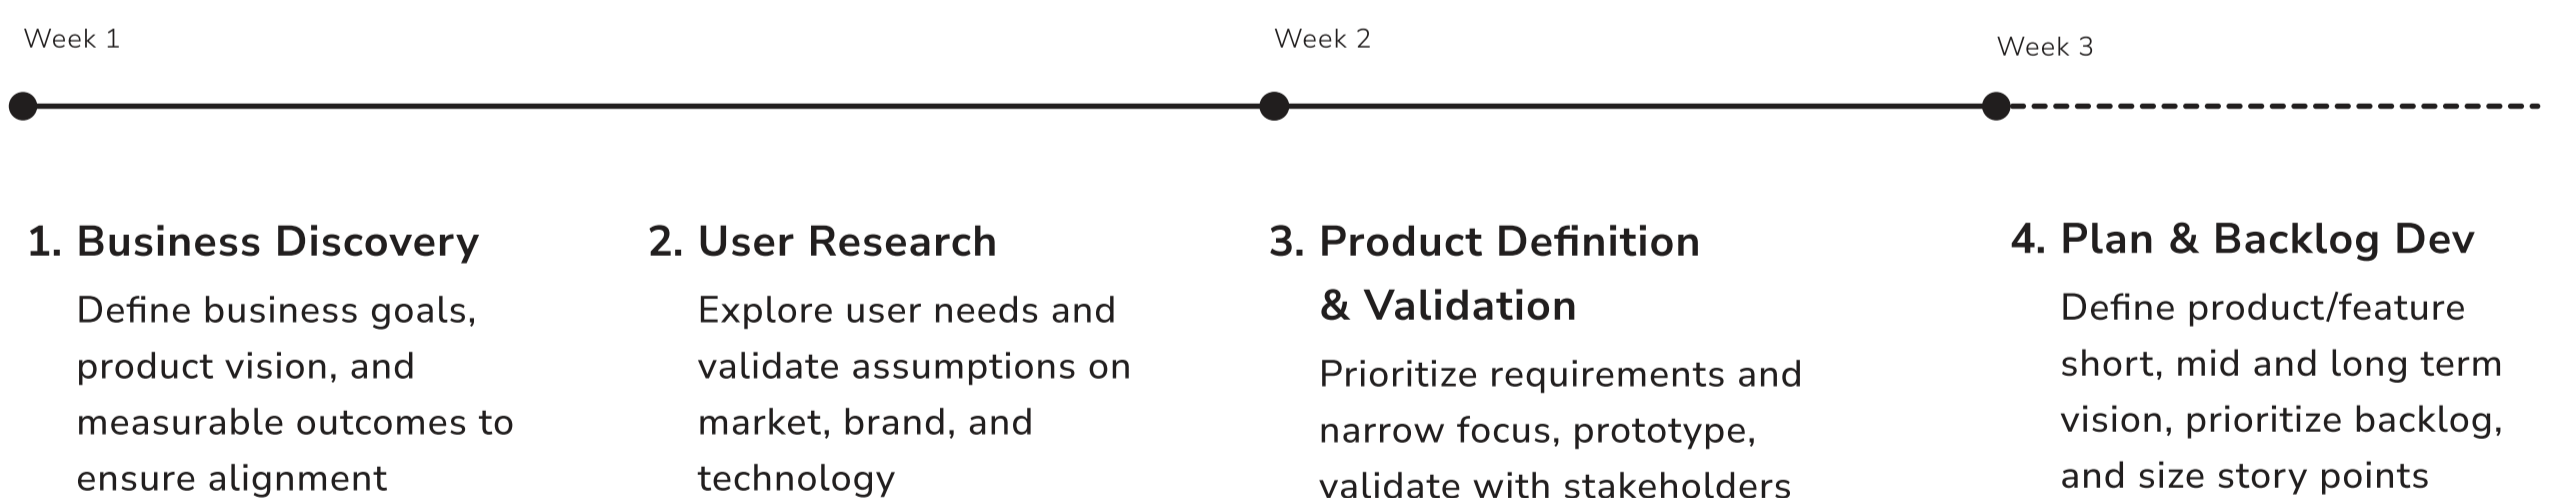 Week 1
Week 2
Week 3
1. Business Discovery
Define business goals,
product vision, and
measurable outcomes to
ensure alignment
2. User Research
Explore user needs and
validate assumptions on
market, brand, and
technology
3. Product Definition
& Validation
Prioritize requirements and
narrow focus, prototype,
validate with stakeholders
4. Plan & Backlog Dev
Define product/feature
short, mid and long term
vision, prioritize backlog,
and size story points